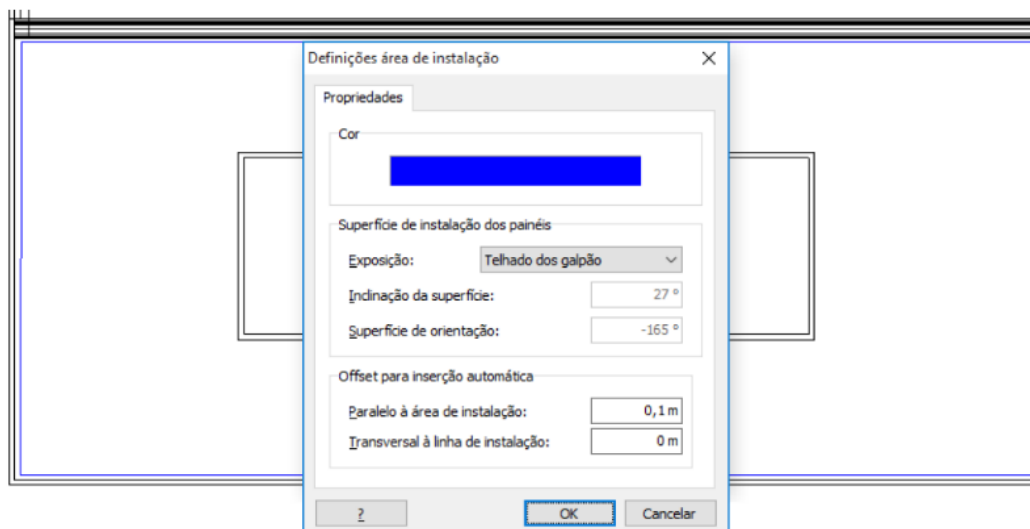 Definições área de instalação
Propriedades
Cor
Superfície de instalação dos painéis
Exposição: Telhado dos galpão
Inclinação da superfície: 27 °
Superfície de orientação: -165 °
Offset para inserção automática
Paralelo à área de instalação: 0,1 m
Transversal à linha de instalação: 0 m
? OK Cancelar